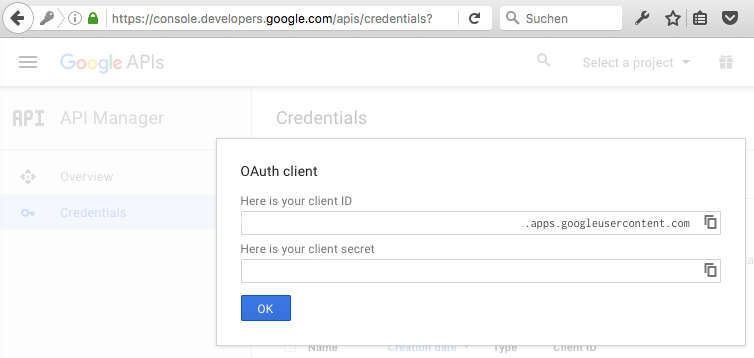 https://console.developers.google.com/apis/credentials?
Suchen
Google APIs
Select a project
API
API Manager
Credentials
Overview
Credentials
OAuth client
Here is your client ID
..apps.googleusercontent.com
Here is your client secret
OK
Name
Creation date
Type
Client ID